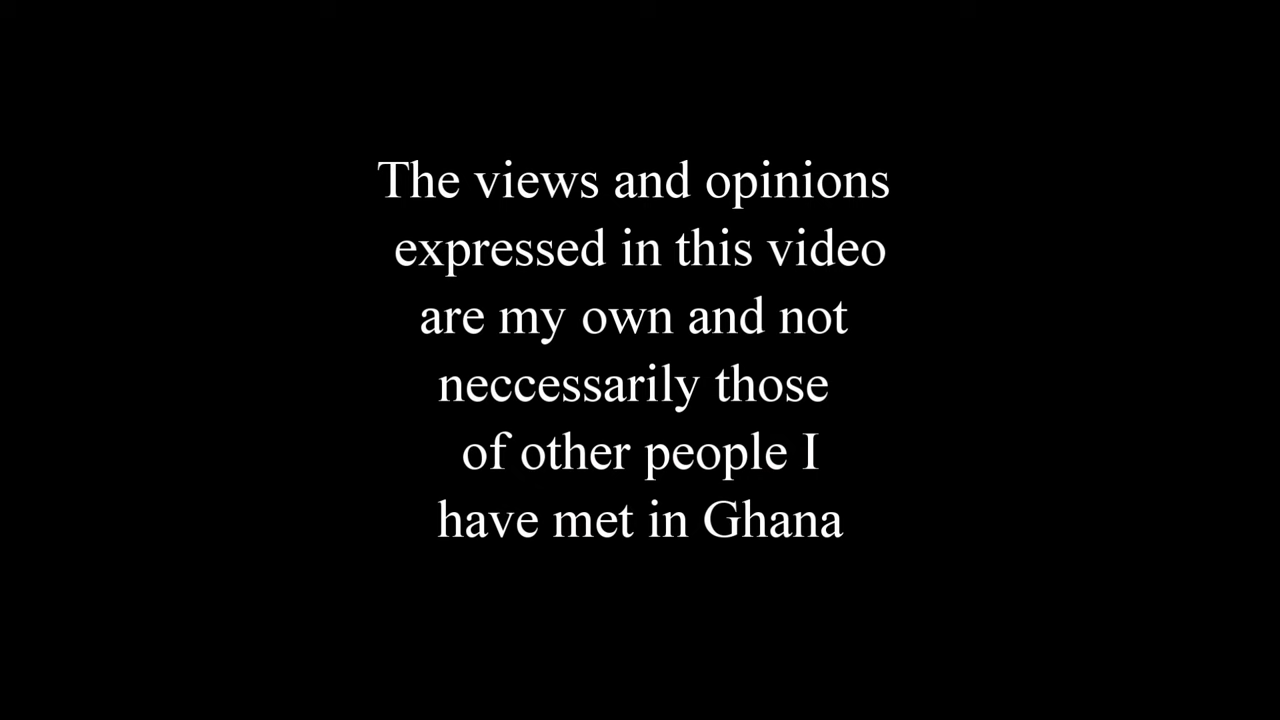 The views and opinions
expressed in this video
are my own and not
neccessarily those
of other people I
have met in Ghana